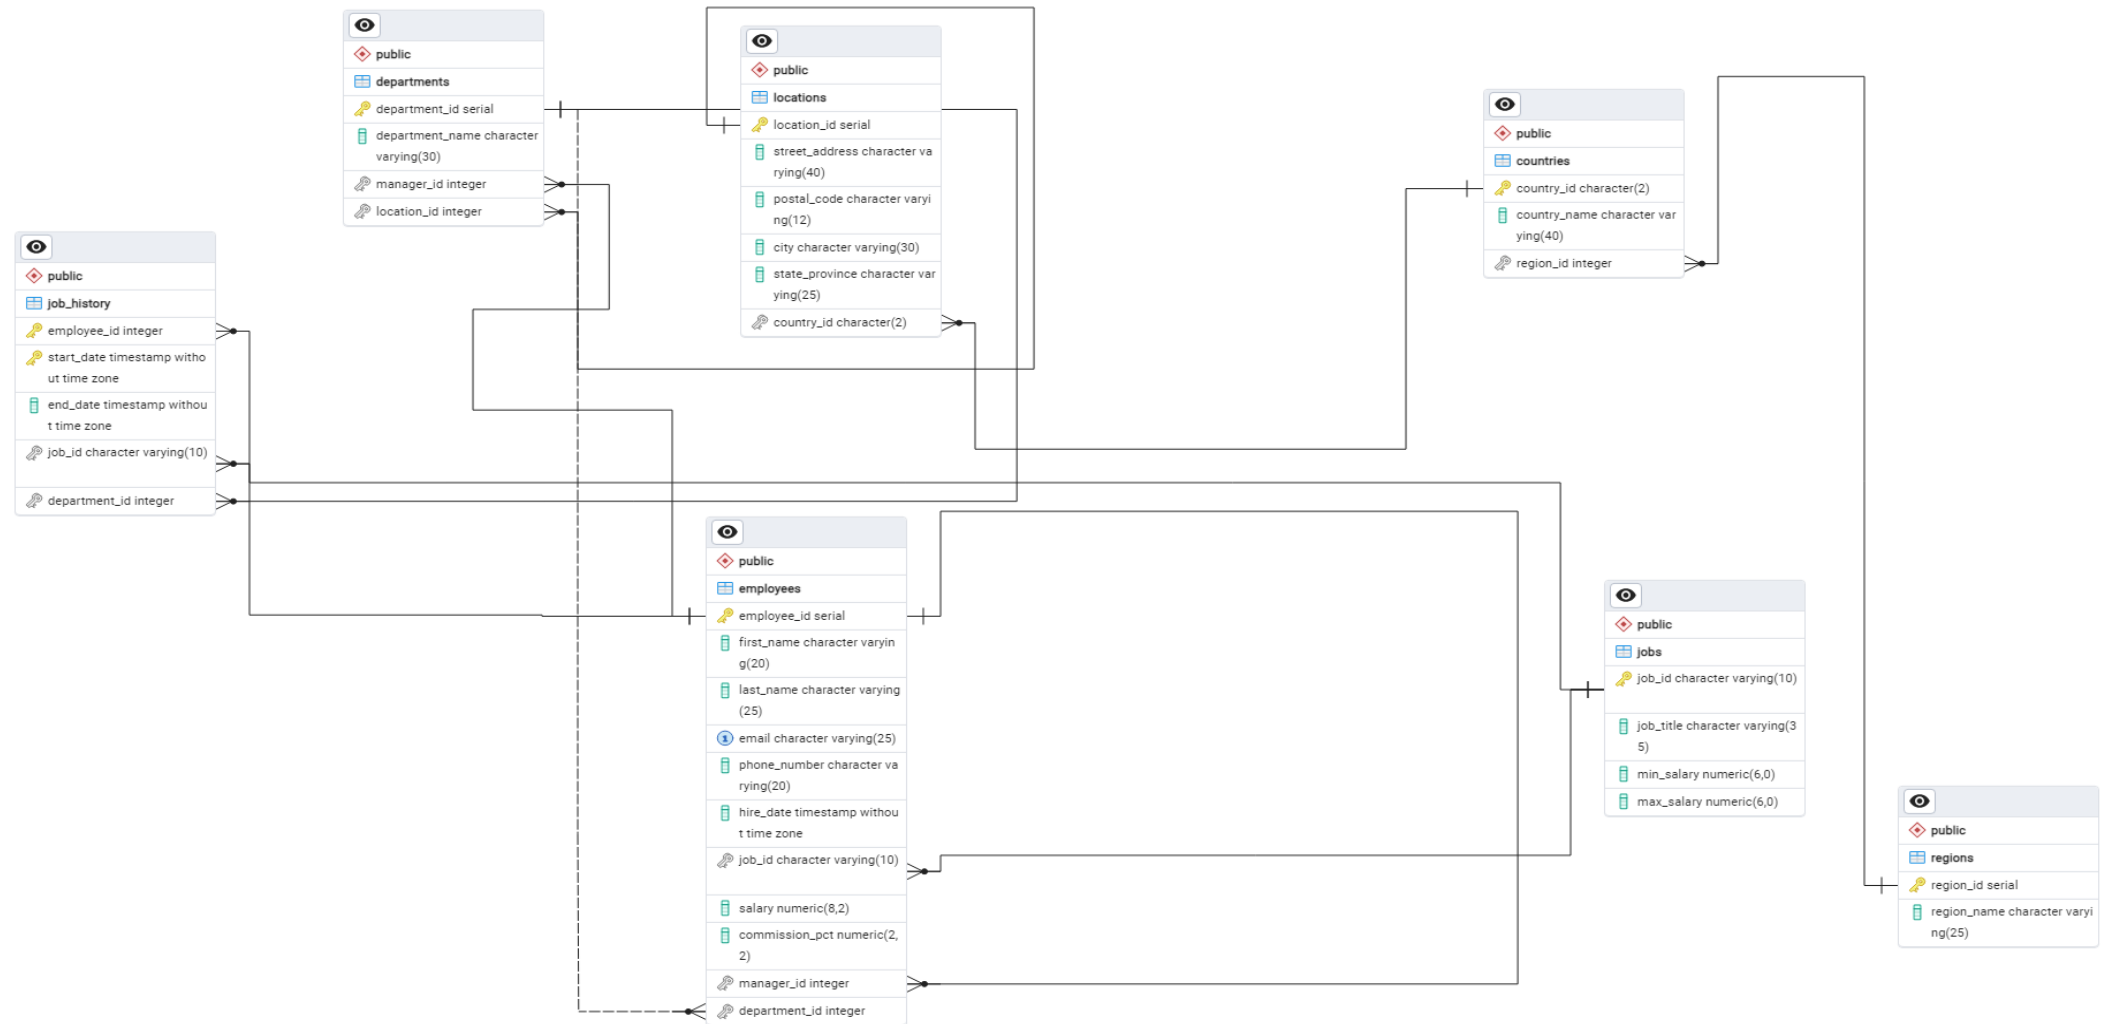 public
departments
department_id serial
department_name character
varying(30)
manager_id integer
location_id integer
public
locations
location_id serial
street_address character va
rying(40)
postal_code character varyi
ng(12)
city character varying(30)
state_province character var
ying(25)
country_id character(2)
public
countries
country_id character(2)
country_name character var
ying(40)
region_id integer
public
job_history
employee_id integer
start_date timestamp witho
ut time zone
end_date timestamp withou
t time zone
job_id character varying(10)
department_id integer
public
employees
employee_id serial
first_name character varyin
g(20)
last_name character varying
(25)
1
email character varying(25)
phone_number character va
rying(20)
hire_date timestamp withou
t time zone
job_id character varying(10)
salary numeric(8,2)
commission_pct numeric(2,
2)
manager_id integer
department_id integer
public
jobs
job_id character varying(10)
job_title character varying(3
5)
min_salary numeric(6,0)
max_salary numeric(6,0)
public
regions
region_id serial
region_name character varyi
ng(25)